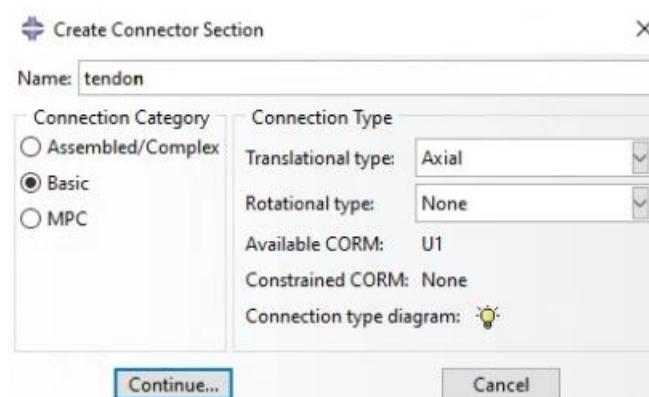 Create Connector Section
Name: tendon
Connection Category
Assembled/Complex
Basic
MPC
Connection Type
Translational type: Axial
Rotational type: None
Available CORM: U1
Constrained CORM: None
Connection type diagram:
Continue... Cancel